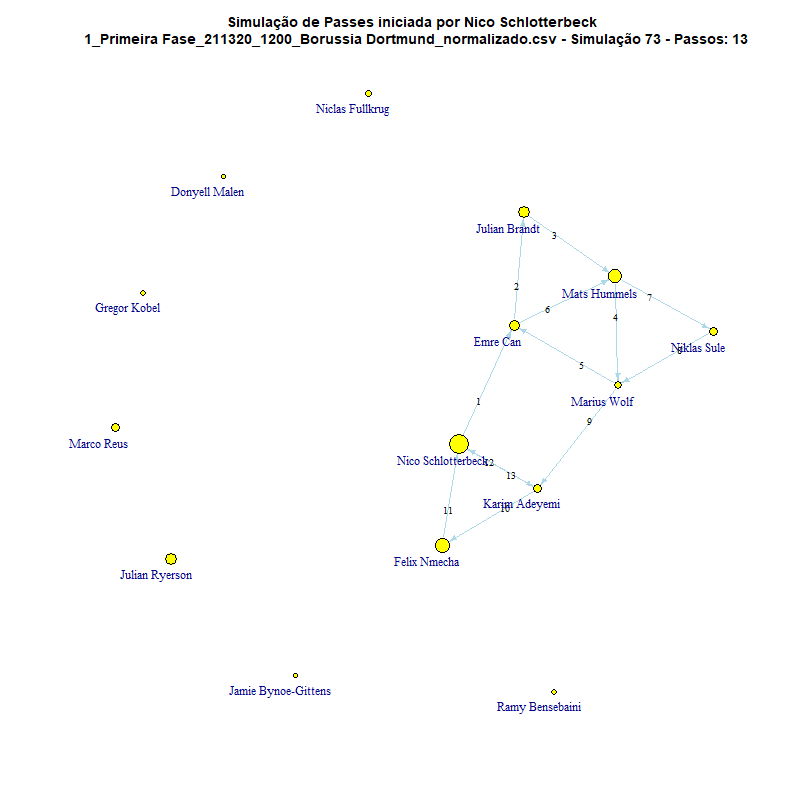 Simulação de Passes iniciada por Nico Schlotterbeck
1_Primeira Fase_211320_1200_Borussia Dortmund_normalizado.csv - Simulação 73 - Passos: 13
Niclas Fullkrug
Donyell Malen
Julian Brandt
3
Mats Hummels
2
7
Gregor Kobel
6
4
Emre Can
Niklas Sule
8
5
Marius Wolf
1
9
Marco Reus
Nico Schlotterbeck
12
13
Karim Adeyemi
11
10
Felix Nmecha
Julian Ryerson
Jamie Bynoe-Gittens
Ramy Bensebaini